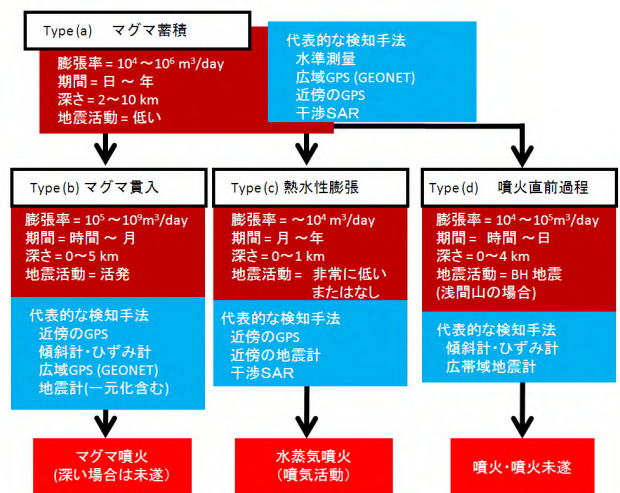 Type(a) マグマ蓄積
膨張率=10⁴～10⁶ m³/day
期間=日 ～ 年
深さ=2～10 km
地震活動=低い
代表的な検知手法
水準測量
広域GPS (GEONET)
近傍のGPS
干渉SAR
Type(b) マグマ貫入
膨張率=10⁵～10⁹m³/day
期間=時間 ～ 月
深さ=0～5 km
地震活動=活発
代表的な検知手法
近傍のGPS
傾斜計・ひずみ計
広域GPS (GEONET)
地震計(一元化含む)
マグマ噴火
(深い場合は未遂)
Type(c) 熱水性膨張
膨張率= ～10⁴ m³/day
期間=月 ～年
深さ=0～1 km
地震活動= 非常に低い
またはなし
代表的な検知手法
近傍のGPS
近傍の地震計
干渉SAR
水蒸気噴火
(噴気活動)
Type(d) 噴火直前過程
膨張率=10⁴～10⁵m³/day
期間= 時間 ～日
深さ=0～4 km
地震活動=BH 地震
(浅間山の場合)
代表的な検知手法
傾斜計・ひずみ計
広帯域地震計
噴火・噴火未遂